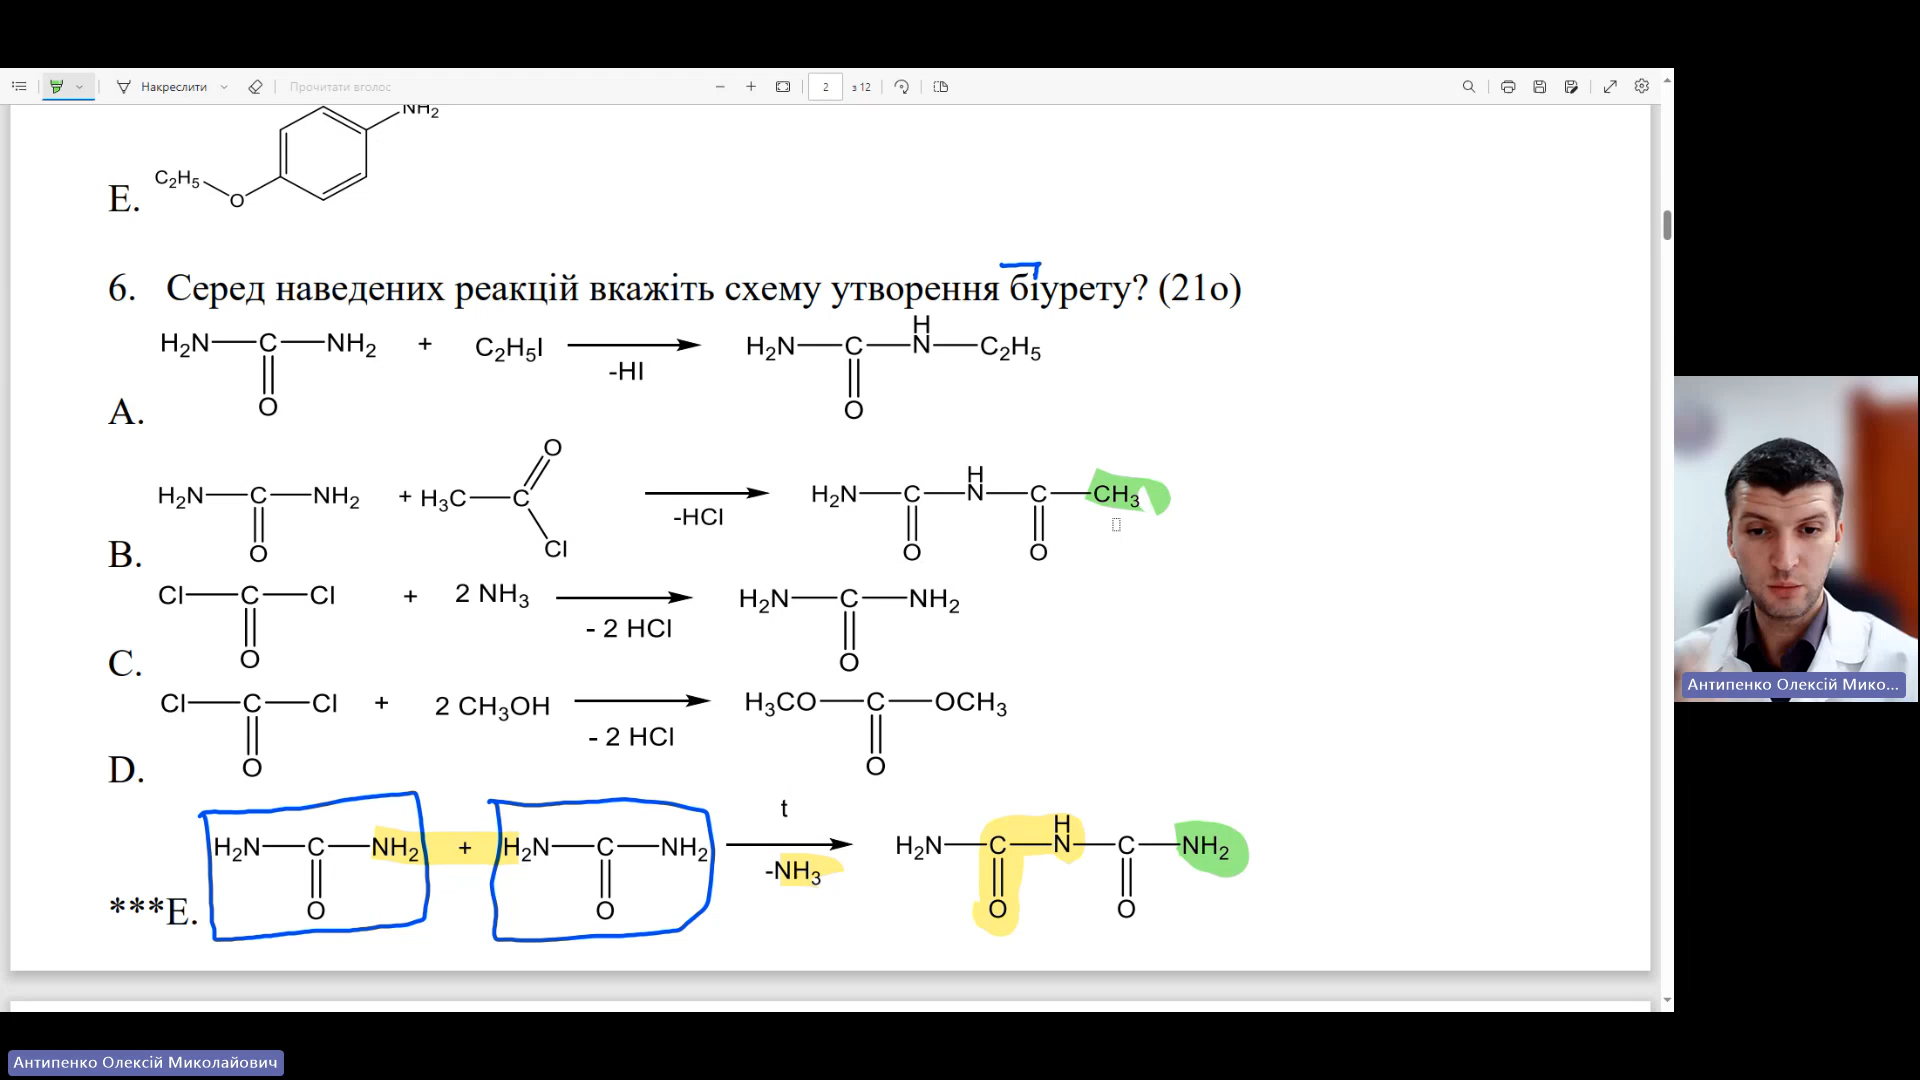 Накреслити
Прочитати вголос
2
з 12
NH2
C2H5
O
E.
6. Серед наведених реакцій вкажіть схему утворення біурету? (21о)
H2N C NH2 + C2H5I -HI H2N C H N C2H5
O O
A.
O
H2N C NH2 + H3C C -HCl H2N C H N C CH3
O Cl O O
B.
Cl C Cl + 2 NH3 - 2 HCl H2N C NH2
O O
C.
Cl C Cl + 2 CH3OH - 2 HCl H3CO C OCH3
O O
D.
t
H2N C NH2 + H2N C NH2 -NH3 H2N C H N C NH2
O O O O
***E.
Антипенко Олексій Мико...
Антипенко Олексій Миколайович